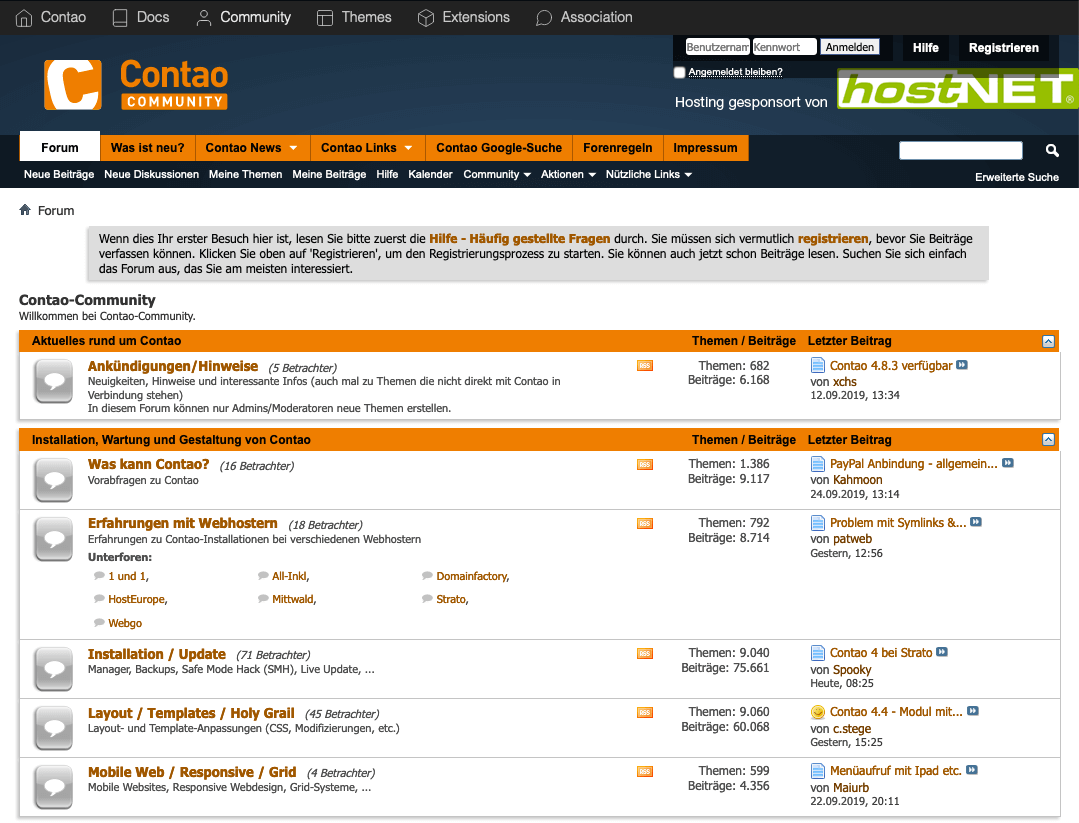 Contao Docs Community Themes Extensions Association
Contao
COMMUNITY
Kennwort Anmelden Hilfe Registrieren
Angemeldet bleiben?
Hosting gesponsort von hostNET®
Forum Was ist neu? Contao News Contao Links Contao Google-Suche Forenregeln Impressum
Neue Beiträge Neue Diskussionen Meine Themen Meine Beiträge Hilfe Kalender Community Aktionen Nützliche Links
Erweiterte Suche
Forum
Wenn dies Ihr erster Besuch hier ist, lesen Sie bitte zuerst die Hilfe - Häufig gestellte Fragen durch. Sie müssen sich vermutlich registrieren, bevor Sie Beiträge
verfassen können. Klicken Sie oben auf 'Registrieren', um den Registrierungsprozess zu starten. Sie können auch jetzt schon Beiträge lesen. Suchen Sie sich einfach
das Forum aus, das Sie am meisten interessiert.
Contao-Community
Willkommen bei Contao-Community.
Aktuelles rund um Contao Themen / Beiträge Letzter Beitrag
Ankündigungen/Hinweise (5 Betrachter)
Neuigkeiten, Hinweise und interessante Infos (auch mal zu Themen die nicht direkt mit Contao in
Verbindung stehen)
In diesem Forum können nur Admins/Moderatoren neue Themen erstellen.
RSS
Themen: 682
Beiträge: 6.168
Contao 4.8.3 verfügbar
von xchs
12.09.2019, 13:34
Installation, Wartung und Gestaltung von Contao Themen / Beiträge Letzter Beitrag
Was kann Contao? (16 Betrachter)
Vorabfragen zu Contao
RSS
Themen: 1.386
Beiträge: 9.117
PayPal Anbindung - allgemein...
von Kahmoon
24.09.2019, 13:14
Erfahrungen mit Webhostern (18 Betrachter)
Erfahrungen zu Contao-Installationen bei verschiedenen Webhostern
Unterforen:
1 und 1, All-Inkl, Domainfactory,
HostEurope, Mittwald, Strato,
Webgo
RSS
Themen: 792
Beiträge: 8.714
Problem mit Symlinks &...
von patweb
Gestern, 12:56
Installation / Update (71 Betrachter)
Manager, Backups, Safe Mode Hack (SMH), Live Update, ...
RSS
Themen: 9.040
Beiträge: 75.661
Contao 4 bei Strato
von Spooky
Heute, 08:25
Layout / Templates / Holy Grail (45 Betrachter)
Layout- und Template-Anpassungen (CSS, Modifizierungen, etc.)
RSS
Themen: 9.060
Beiträge: 60.068
Contao 4.4 - Modul mit...
von c.stege
Gestern, 15:25
Mobile Web / Responsive / Grid (4 Betrachter)
Mobile Websites, Responsive Webdesign, Grid-Systeme, ...
RSS
Themen: 599
Beiträge: 4.356
Menüaufruf mit Ipad etc.
von Maiurb
22.09.2019, 20:11